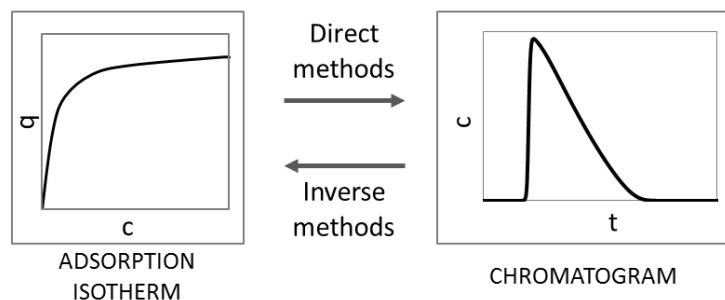 Direct
methods
q
c
c
t
Inverse
methods
ADSORPTION
ISOTHERM
CHROMATOGRAM